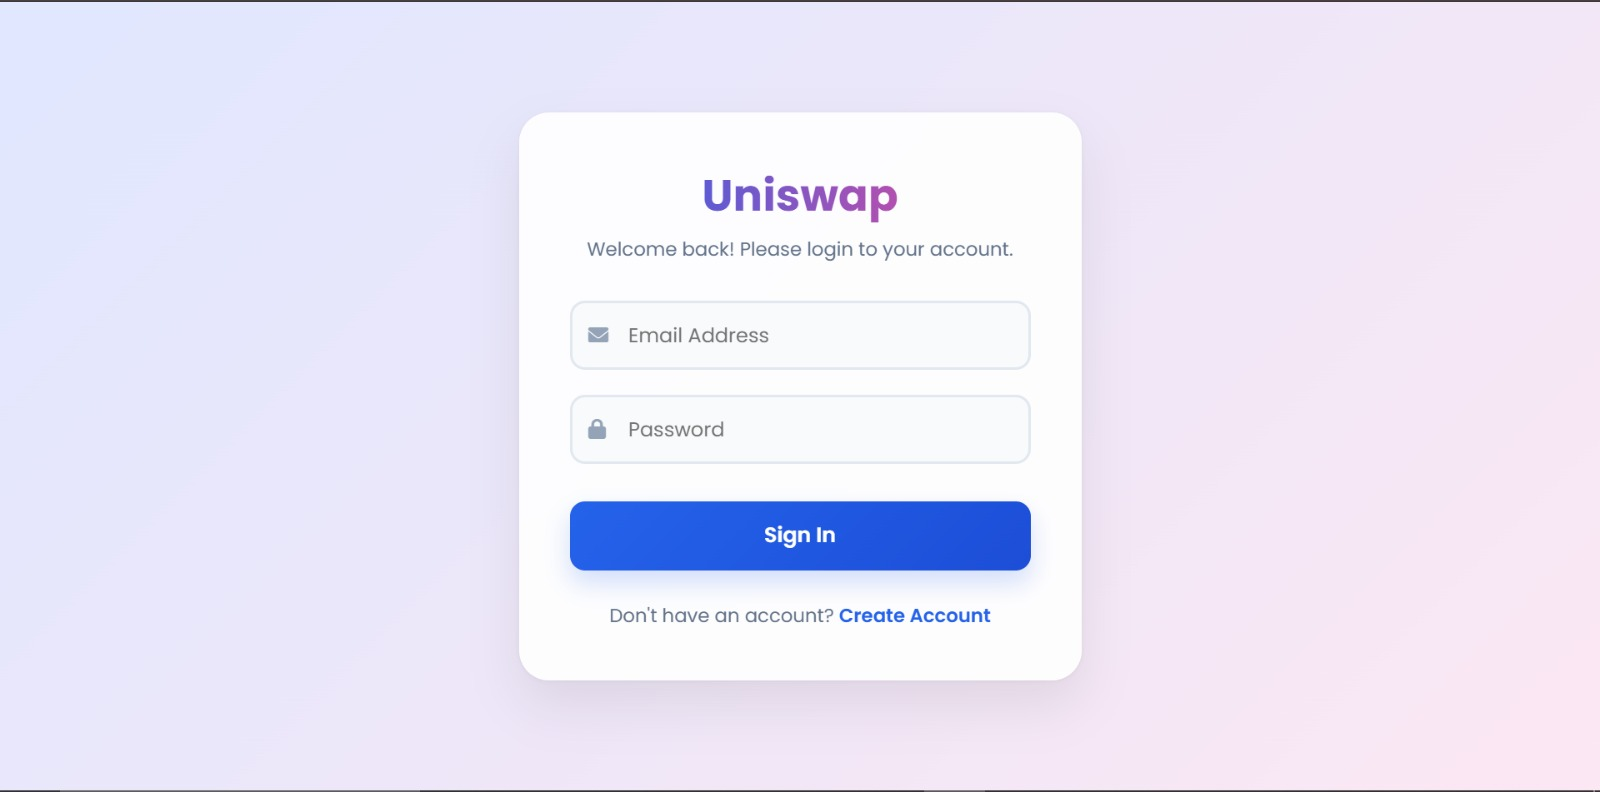 Uniswap
Welcome back! Please login to your account.
Email Address
Password
Sign In
Don't have an account? Create Account